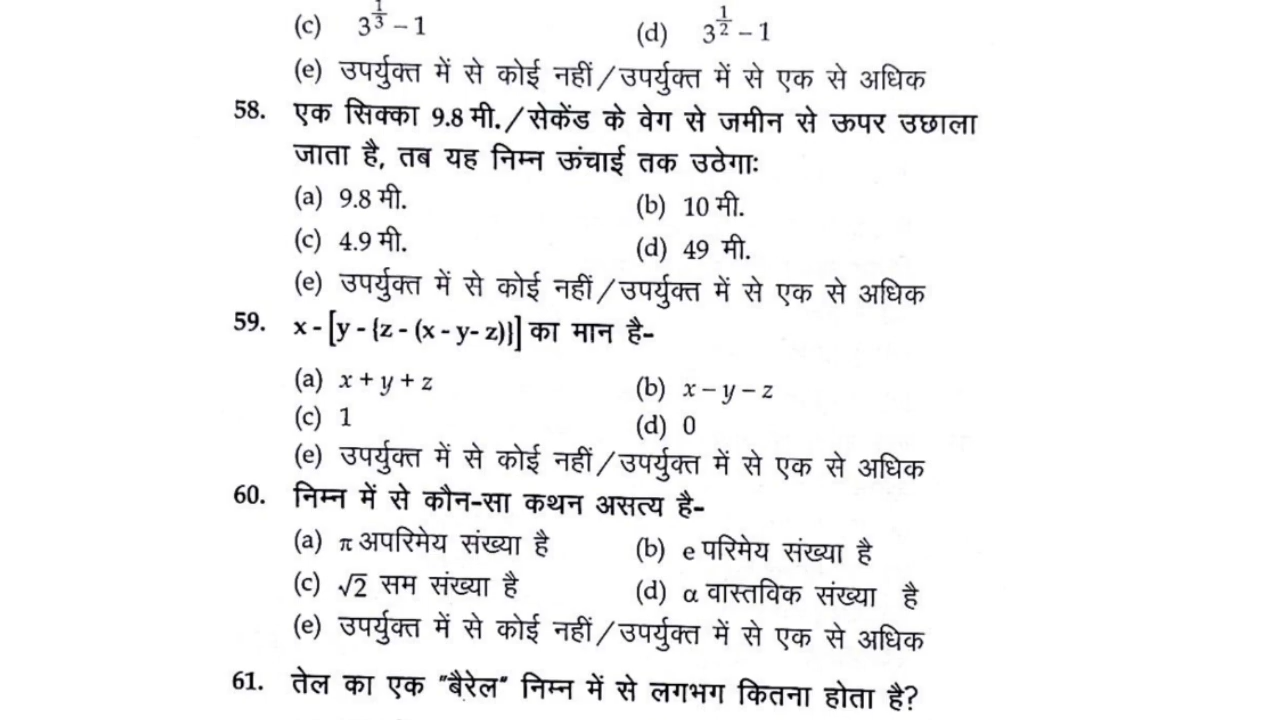 (c) 3^{1/3} – 1 (d) 3^{1/2} – 1
(e) उपर्युक्त में से कोई नहीं/उपर्युक्त में से एक से अधिक
58. एक सिक्का 9.8 मी./सेकेंड के वेग से जमीन से ऊपर उछाला
जाता है, तब यह निम्न ऊंचाई तक उठेगाः
(a) 9.8 मी. (b) 10 मी.
(c) 4.9 मी. (d) 49 मी.
(e) उपर्युक्त में से कोई नहीं/उपर्युक्त में से एक से अधिक
59. x - [y - {z - (x - y- z)}] का मान है-
(a) x + y + z (b) x – y – z
(c) 1 (d) 0
(e) उपर्युक्त में से कोई नहीं/उपर्युक्त में से एक से अधिक
60. निम्न में से कौन-सा कथन असत्य है-
(a) π अपरिमेय संख्या है (b) e परिमेय संख्या है
(c) √2 सम संख्या है (d) α वास्तविक संख्या है
(e) उपर्युक्त में से कोई नहीं/उपर्युक्त में से एक से अधिक
61. तेल का एक "बैरेल" निम्न में से लगभग कितना होता है?